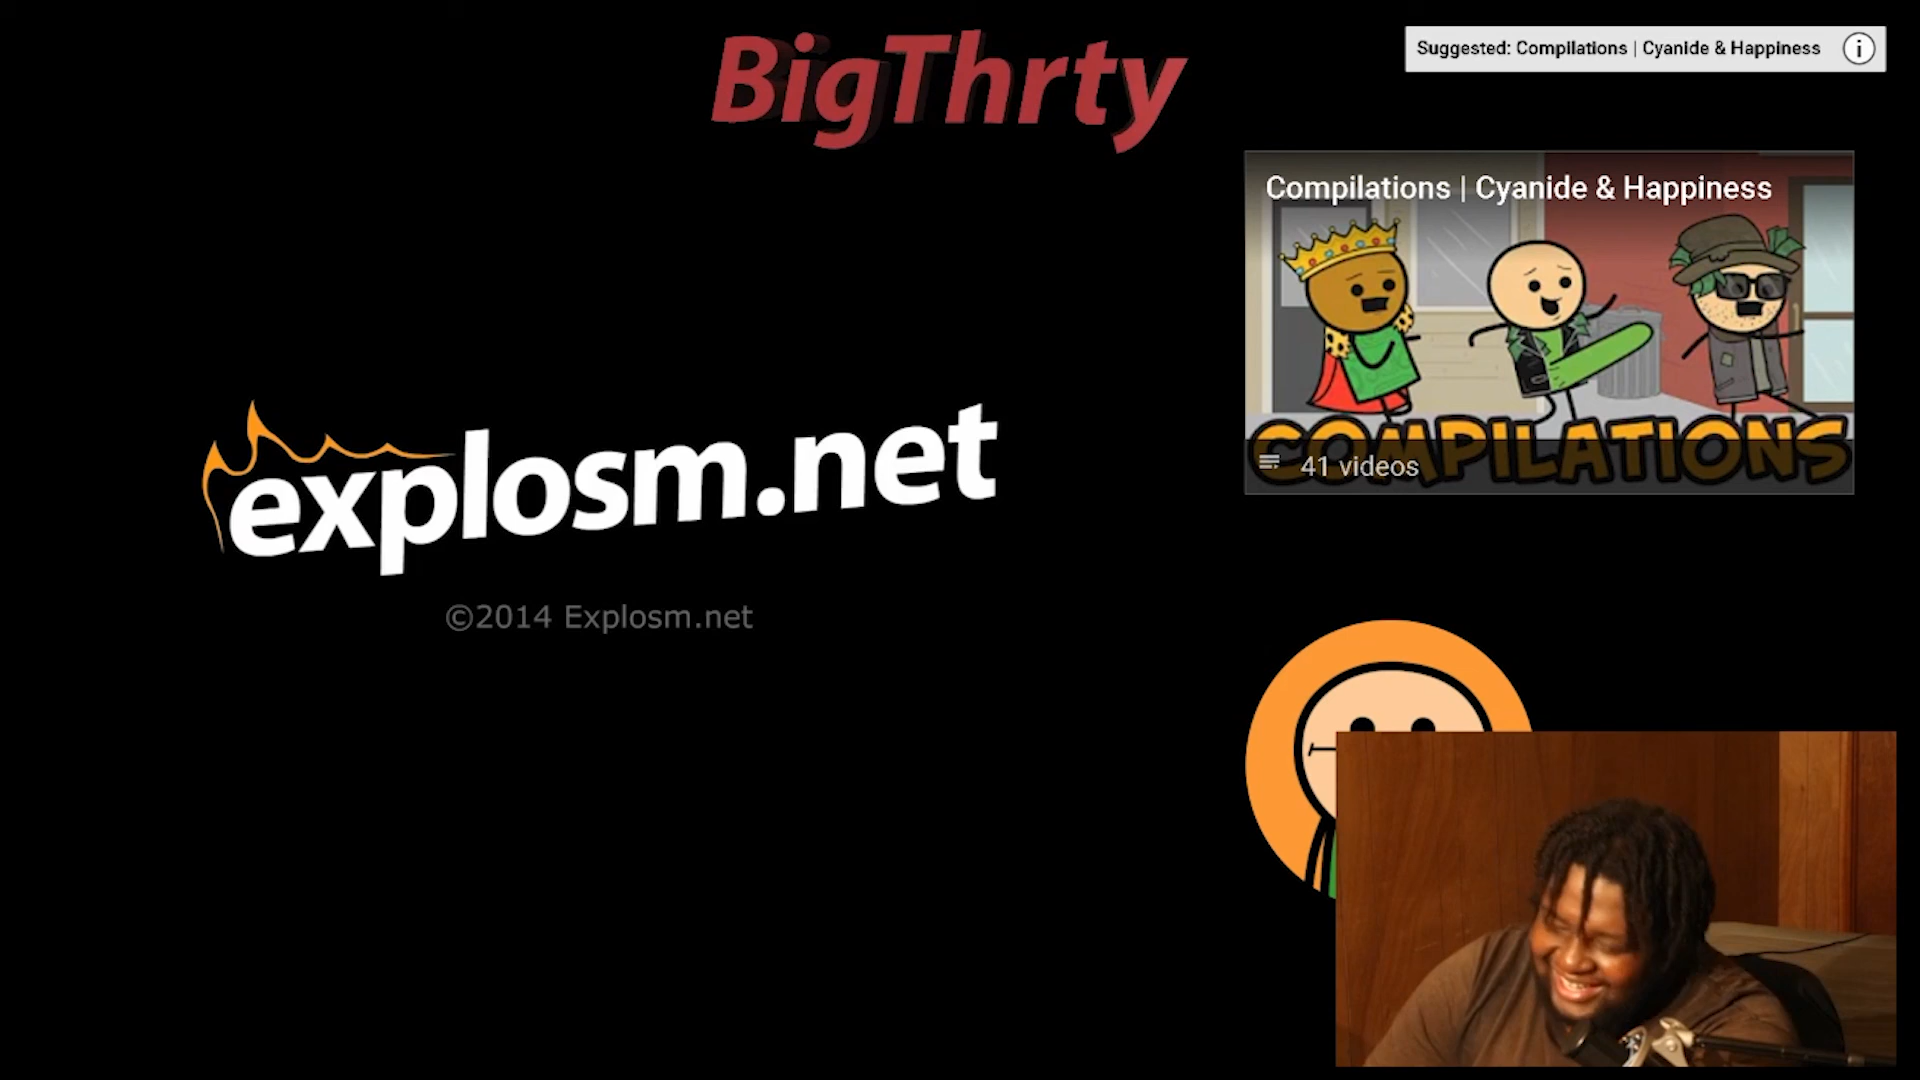 BigThrty
Suggested: Compilations | Cyanide & Happiness
Compilations | Cyanide & Happiness
COMPILATIONS
41 videos
explosm.net
©2014 Explosm.net